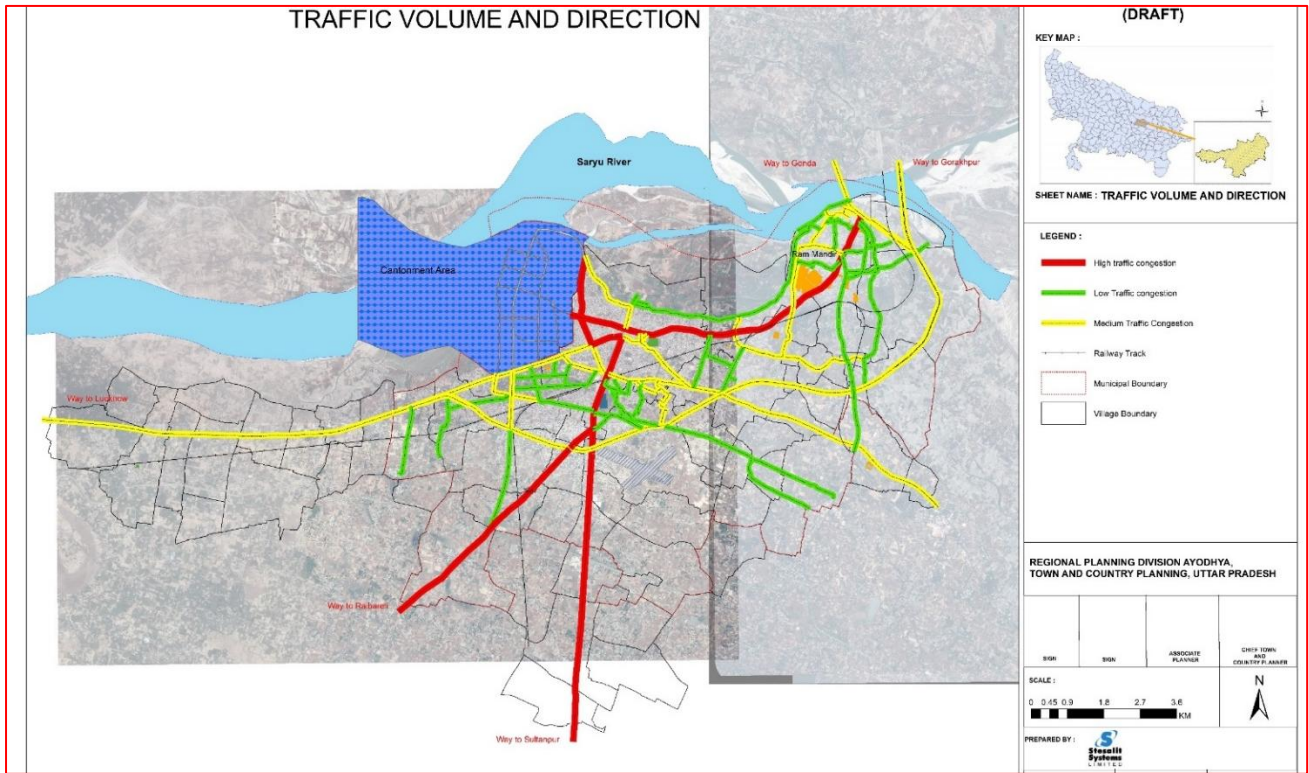 TRAFFIC VOLUME AND DIRECTION
Saryu River
Way to Gonda
Way to Gorakhpur
Ram Mandir
Cantonment Area
Way to Lucknow
Way to Raibareli
Way to Sultanpur
(DRAFT)
KEY MAP :
SHEET NAME : TRAFFIC VOLUME AND DIRECTION
LEGEND :
High traffic congestion
Low Traffic congestion
Medium Traffic Congestion
Railway Track
Municipal Boundary
Village Boundary
REGIONAL PLANNING DIVISION AYODHYA,
TOWN AND COUNTRY PLANNING, UTTAR PRADESH
SIGN
SIGN
ASSOCIATE
PLANNER
CHIEF TOWN
AND
COUNTRY PLANNER
SCALE :
N
0 0.45 0.9 1.8 2.7 3.6
KM
PREPARED BY :
Stesalit
Systems
LIMITED